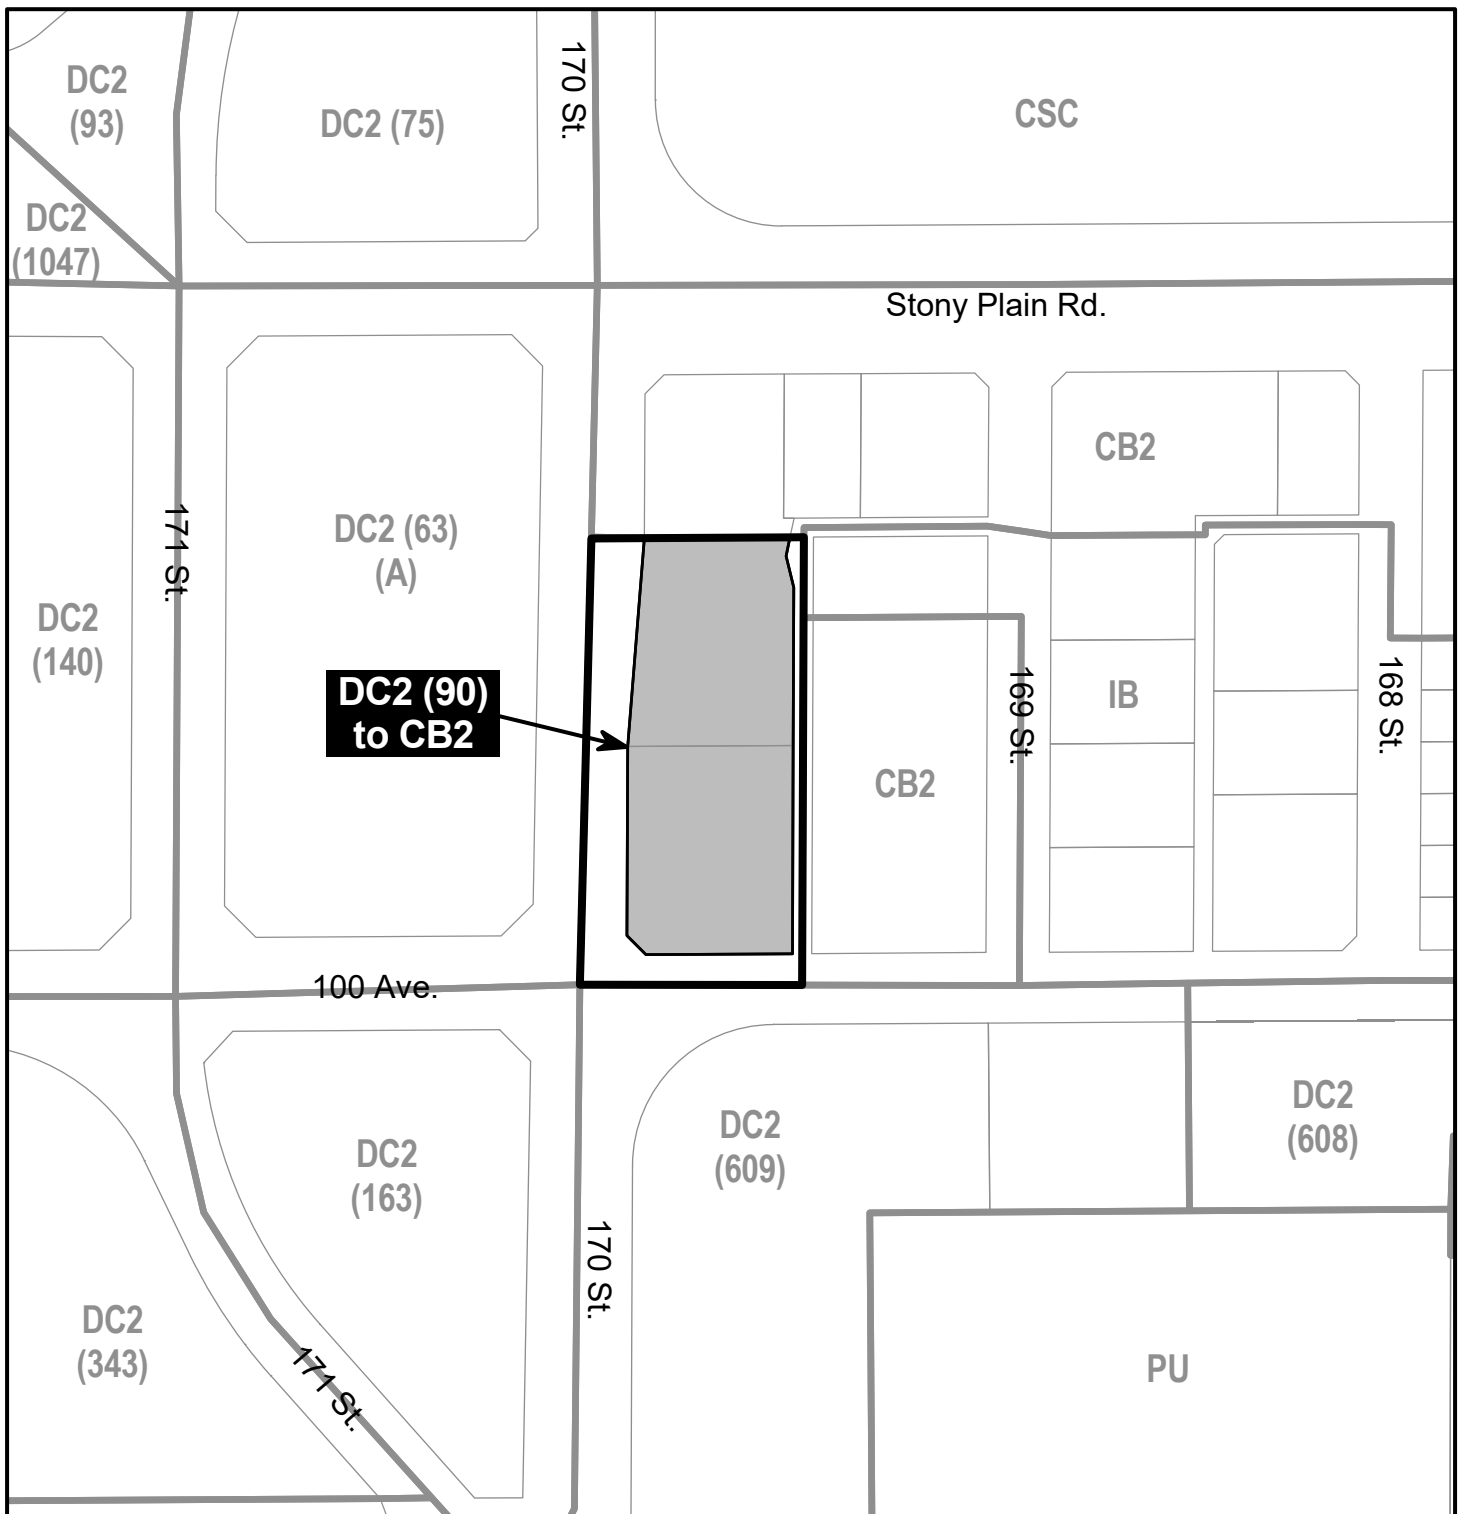 DC2
(93)
DC2 (75)
170 St.
CSC
DC2
(1047)
Stony Plain Rd.
CB2
171 St.
DC2 (63)
(A)
DC2
(140)
DC2 (90)
to CB2
169 St.
IB
168 St.
CB2
100 Ave.
DC2
(163)
DC2
(609)
DC2
(608)
170 St.
DC2
(343)
171 St.
PU